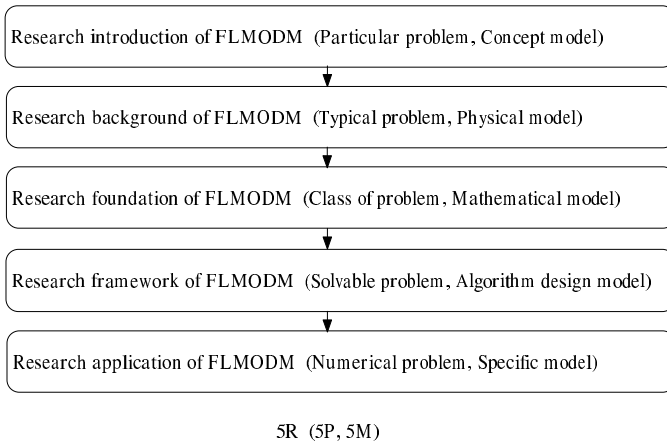 Research introduction of FLMODM (Particular problem, Concept model)
Research background of FLMODM (Typical problem, Physical model)
Research foundation of FLMODM (Class of problem, Mathematical model)
Research framework of FLMODM (Solvable problem, Algorithm design model)
Research application of FLMODM (Numerical problem, Specific model)
5R (5P, 5M)